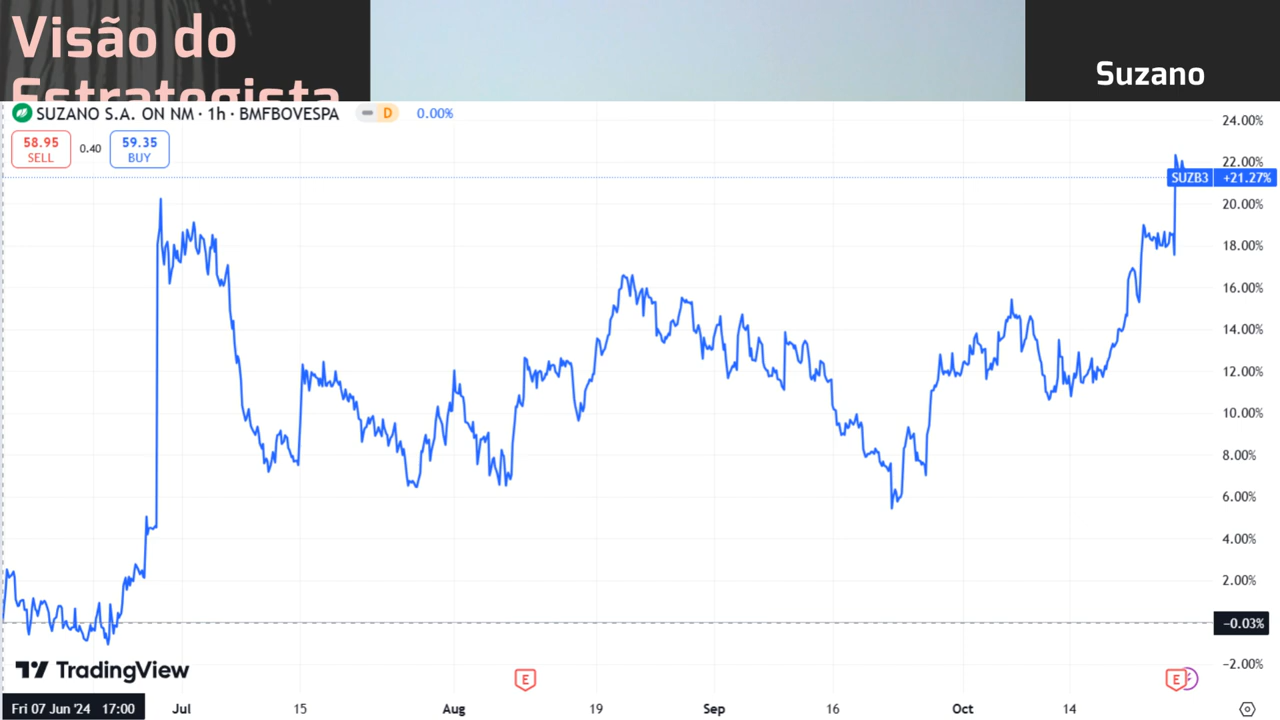 Visão do
Estrategista
Suzano
SUZANO S.A. ON NM · 1h · BMFBOVESPA
D
0.00%
58.95
SELL
0.40
59.35
BUY
24.00%
22.00%
SUZB3 +21.27%
20.00%
18.00%
16.00%
14.00%
12.00%
10.00%
8.00%
6.00%
4.00%
2.00%
−0.03%
−2.00%
TradingView
E
E
Fri 07 Jun '24 17:00
Jul
15
Aug
19
Sep
16
Oct
14